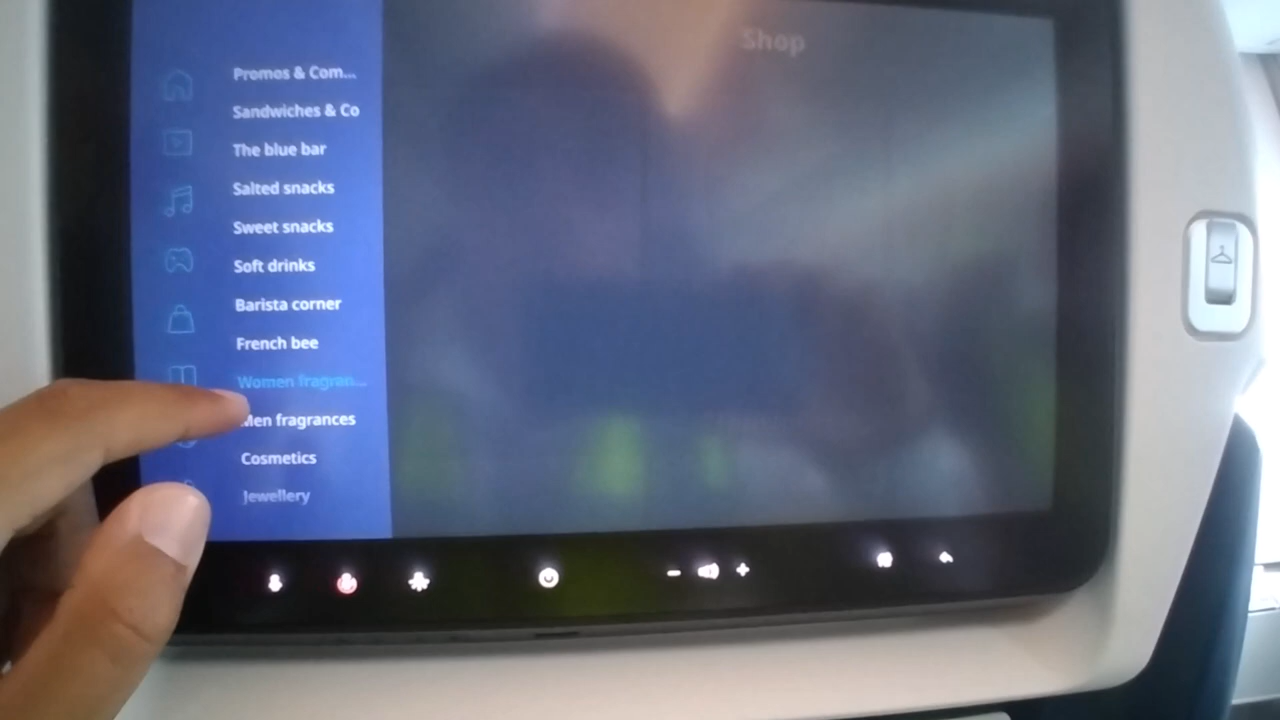 Shop
Promos & Com...
Sandwiches & Co
The blue bar
Salted snacks
Sweet snacks
Soft drinks
Barista corner
French bee
Women fragran...
Men fragrances
Cosmetics
Jewellery